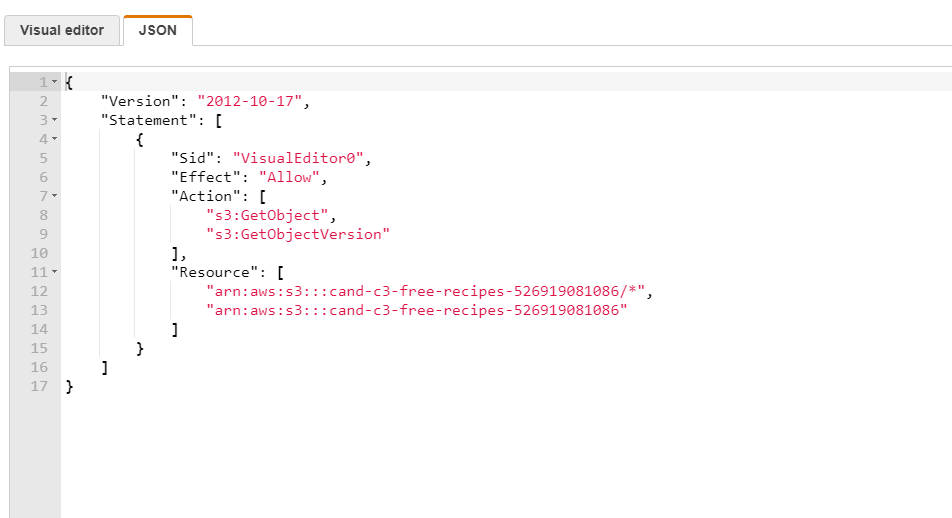 Visual editor JSON
1 {
2     "Version": "2012-10-17",
3     "Statement": [
4         {
5             "Sid": "VisualEditor0",
6             "Effect": "Allow",
7             "Action": [
8                 "s3:GetObject",
9                 "s3:GetObjectVersion"
10             ],
11             "Resource": [
12                 "arn:aws:s3:::cand-c3-free-recipes-526919081086/*",
13                 "arn:aws:s3:::cand-c3-free-recipes-526919081086"
14             ]
15         }
16     ]
17 }